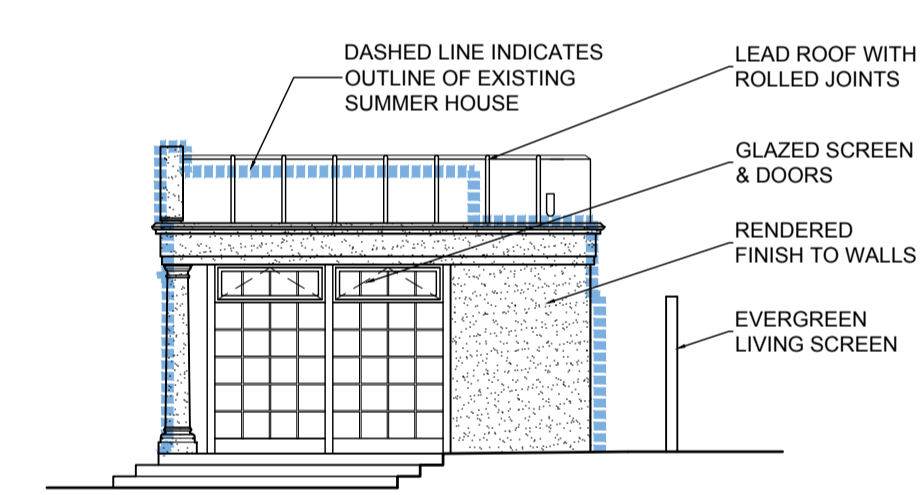 DASHED LINE INDICATES
OUTLINE OF EXISTING
SUMMER HOUSE
LEAD ROOF WITH
ROLLED JOINTS
GLAZED SCREEN
& DOORS
RENDERED
FINISH TO WALLS
EVERGREEN
LIVING SCREEN